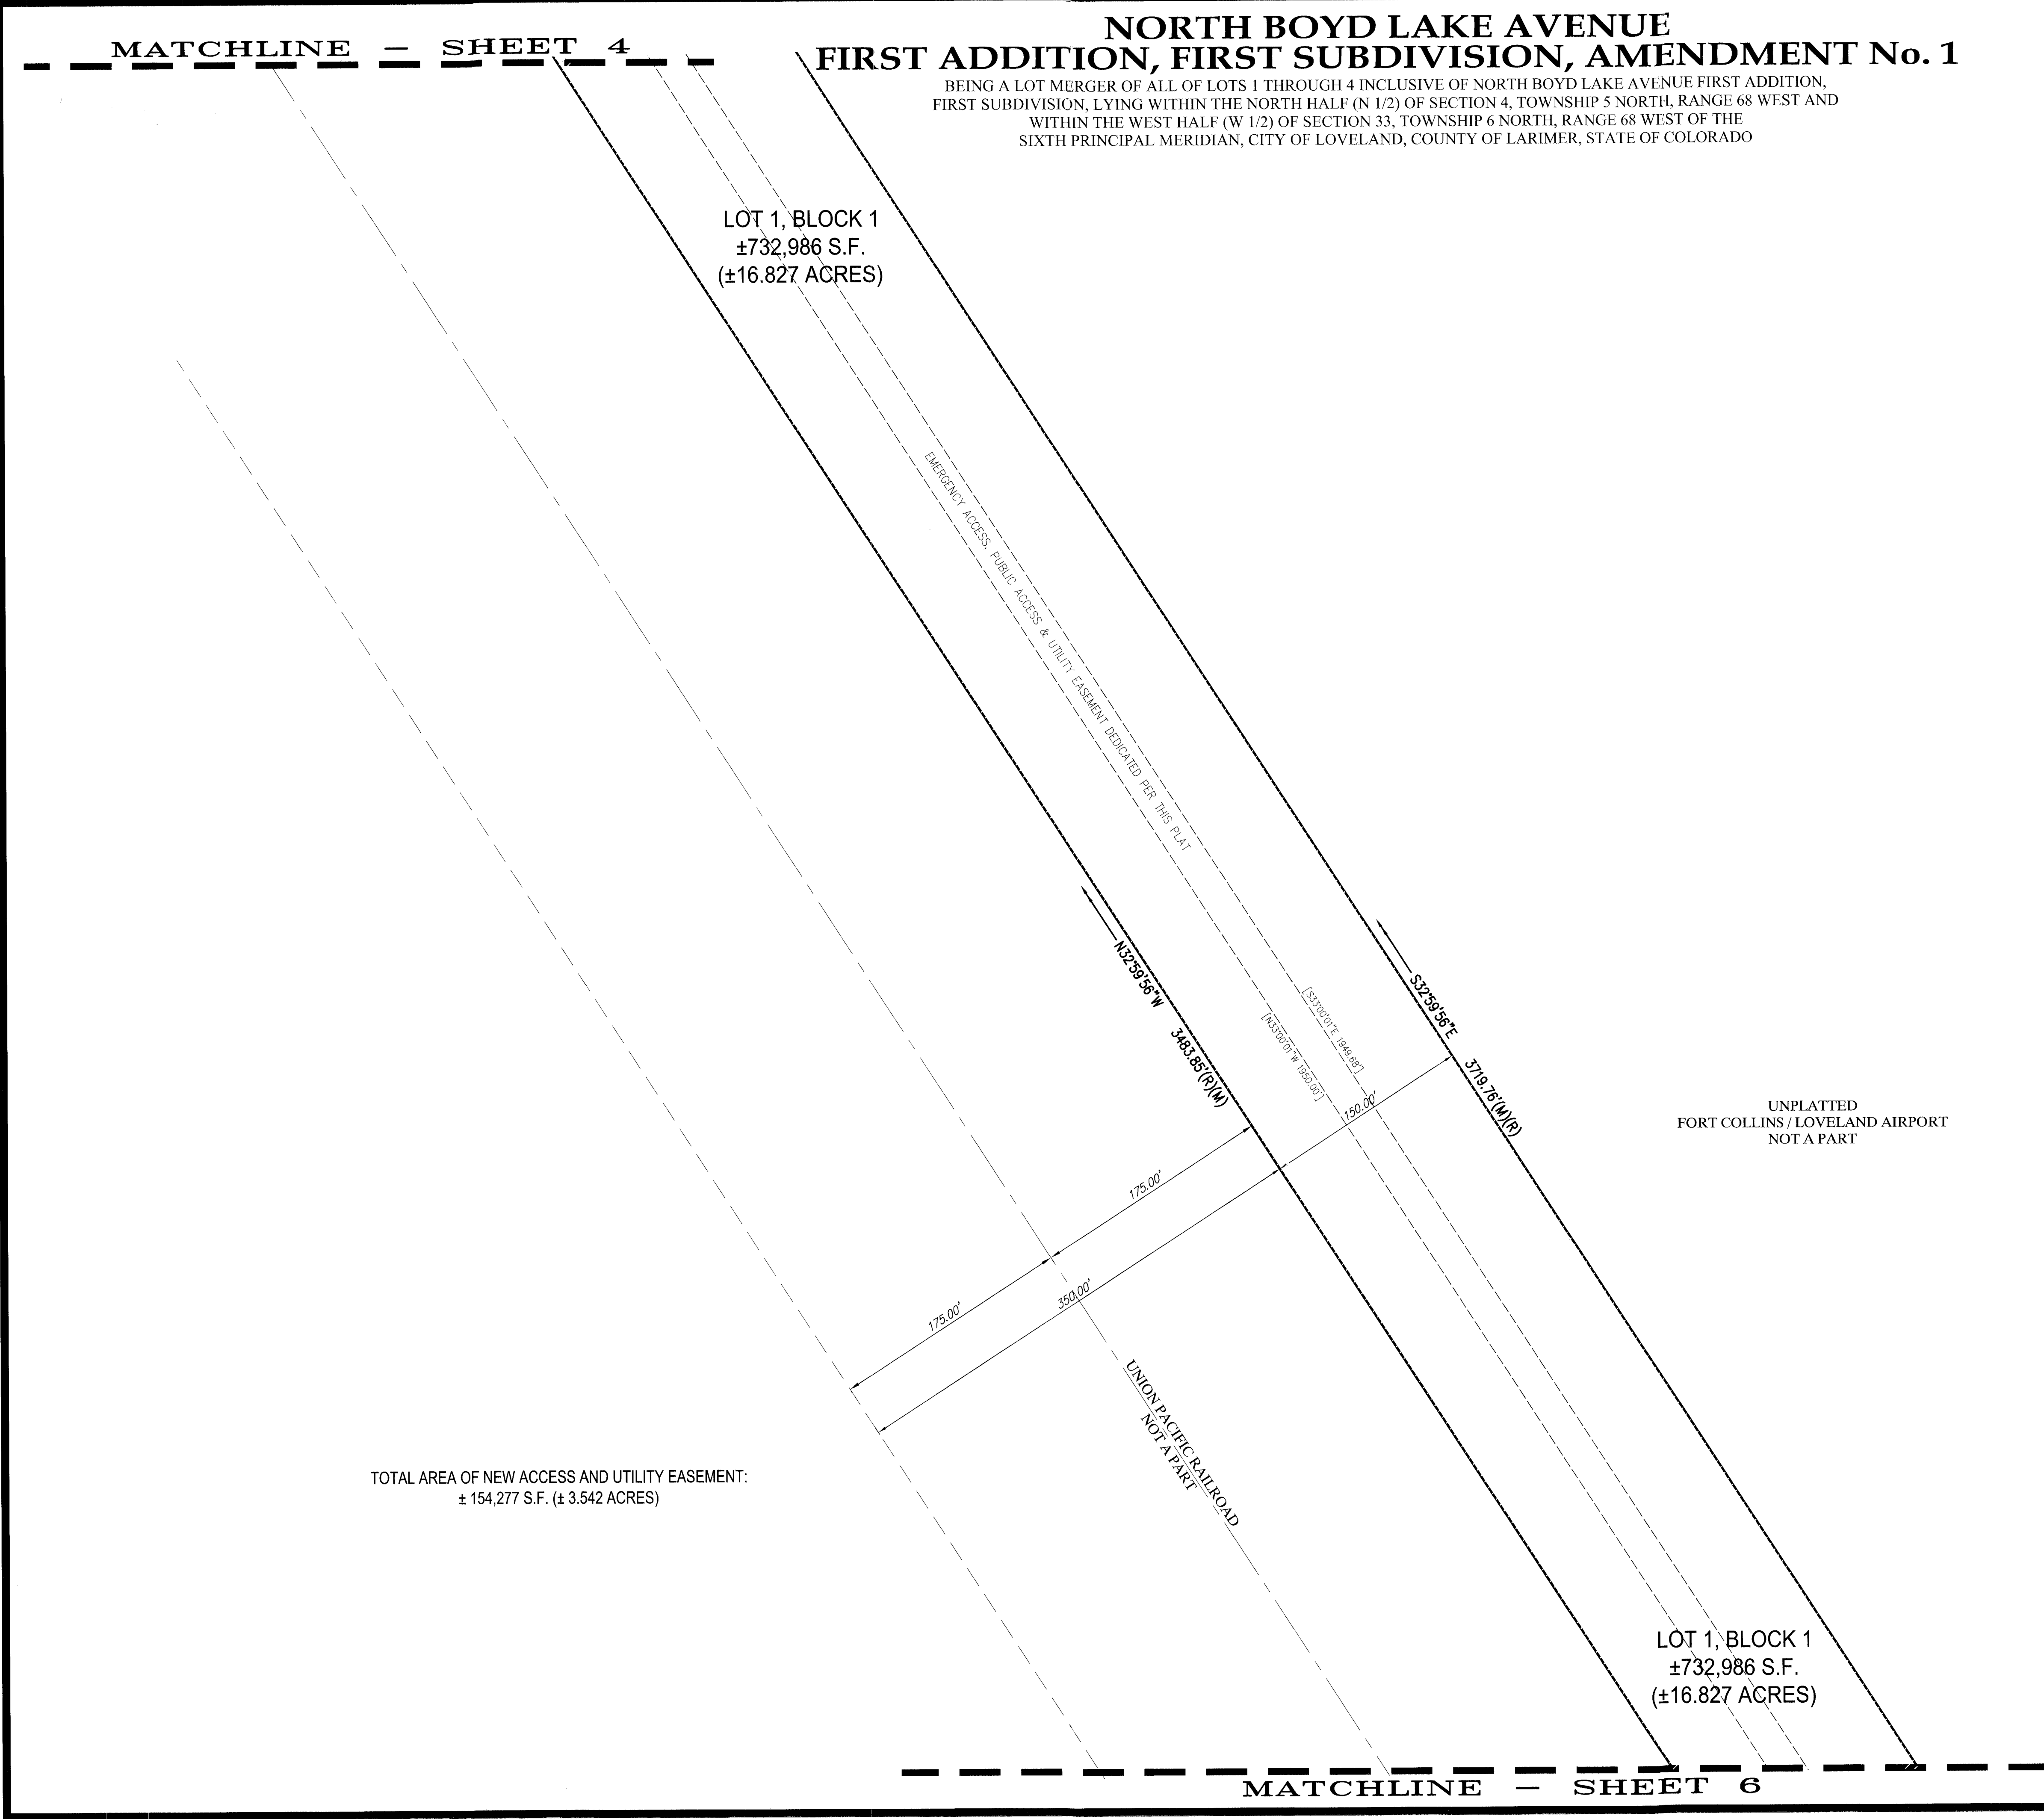 NORTH BOYD LAKE AVENUE
FIRST ADDITION, FIRST SUBDIVISION, AMENDMENT No. 1
BEING A LOT MERGER OF ALL OF LOTS 1 THROUGH 4 INCLUSIVE OF NORTH BOYD LAKE AVENUE FIRST ADDITION,
FIRST SUBDIVISION, LYING WITHIN THE NORTH HALF (N 1/2) OF SECTION 4, TOWNSHIP 5 NORTH, RANGE 68 WEST AND
WITHIN THE WEST HALF (W 1/2) OF SECTION 33, TOWNSHIP 6 NORTH, RANGE 68 WEST OF THE
SIXTH PRINCIPAL MERIDIAN, CITY OF LOVELAND, COUNTY OF LARIMER, STATE OF COLORADO
MATCHLINE – SHEET 4
LOT 1, BLOCK 1
±732,986 S.F.
(±16.827 ACRES)
EMERGENCY ACCESS, PUBLIC ACCESS & UTILITY EASEMENT DEDICATED PER THIS PLAT
N32°59'56"W 3483.85'(R)(M)
[N33°00'01"W 1950.00']
[S33°00'01"E 1949.68']
S32°59'56"E 3719.76'(M)(R)
150.00'
175.00'
350.00'
175.00'
UNPLATTED
FORT COLLINS / LOVELAND AIRPORT
NOT A PART
UNION PACIFIC RAILROAD
NOT A PART
TOTAL AREA OF NEW ACCESS AND UTILITY EASEMENT:
± 154,277 S.F. (± 3.542 ACRES)
LOT 1, BLOCK 1
±732,986 S.F.
(±16.827 ACRES)
MATCHLINE – SHEET 6